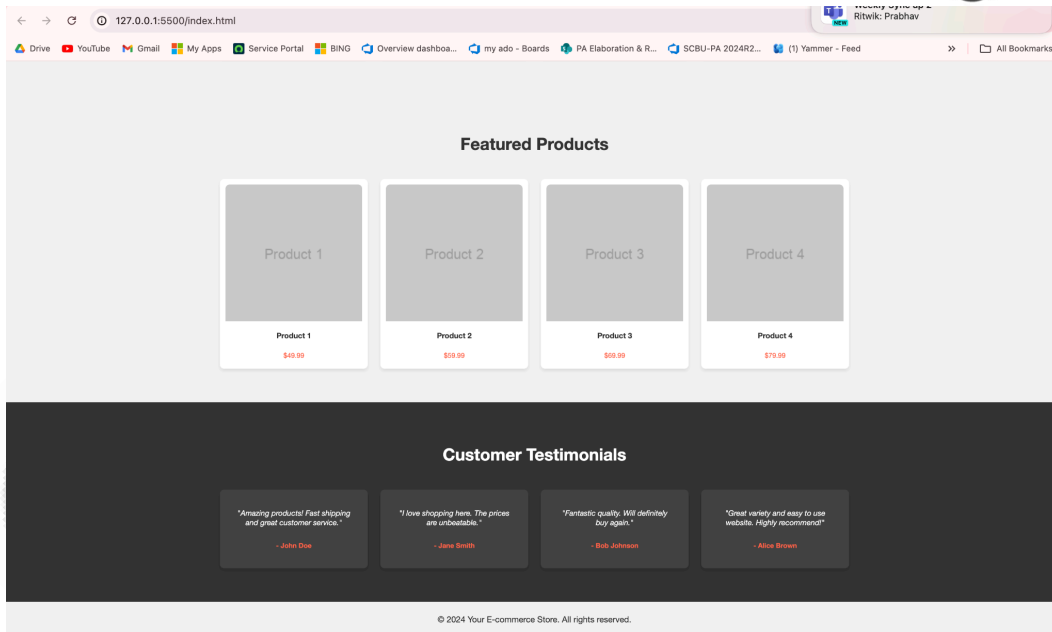 127.0.0.1:5500/index.html
Weekly Sync up 2
Ritwik: Prabhav
NEW
Drive YouTube Gmail My Apps Service Portal BING Overview dashboa... my ado - Boards PA Elaboration & R... SCBU-PA 2024R2... (1) Yammer - Feed » All Bookmarks
Featured Products
Product 1 Product 2 Product 3 Product 4
Product 1 Product 2 Product 3 Product 4
$49.99 $59.99 $69.99 $79.99
Customer Testimonials
"Amazing products! Fast shipping
and great customer service."
- John Doe
"I love shopping here. The prices
are unbeatable."
- Jane Smith
"Fantastic quality. Will definitely
buy again."
- Bob Johnson
"Great variety and easy to use
website. Highly recommend!"
- Alice Brown
© 2024 Your E-commerce Store. All rights reserved.